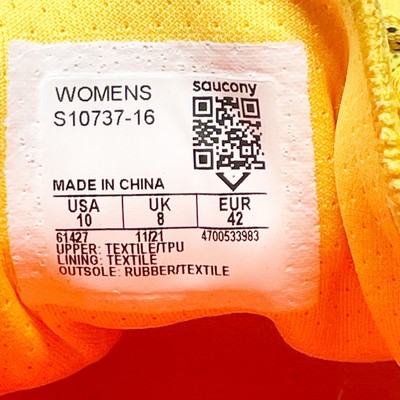 WOMENS
S10737-16
saucony
MADE IN CHINA
USA UK EUR
10 8 42
61427 11/21 4700533983
UPPER: TEXTILE/TPU
LINING: TEXTILE
OUTSOLE: RUBBER/TEXTILE